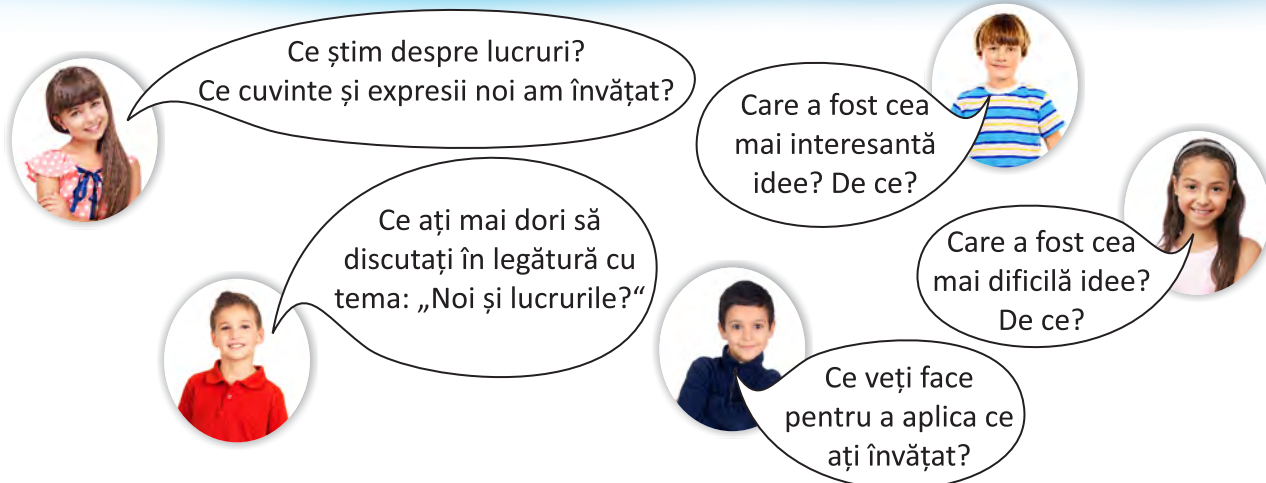 Ce știm despre lucruri?
Ce cuvinte și expresii noi am învățat?
Care a fost cea
mai interesantă
idee? De ce?
Ce ați mai dori să
discutați în legătură cu
tema: „Noi și lucrurile?“
Care a fost cea
mai dificilă idee?
De ce?
Ce veți face
pentru a aplica ce
ați învățat?